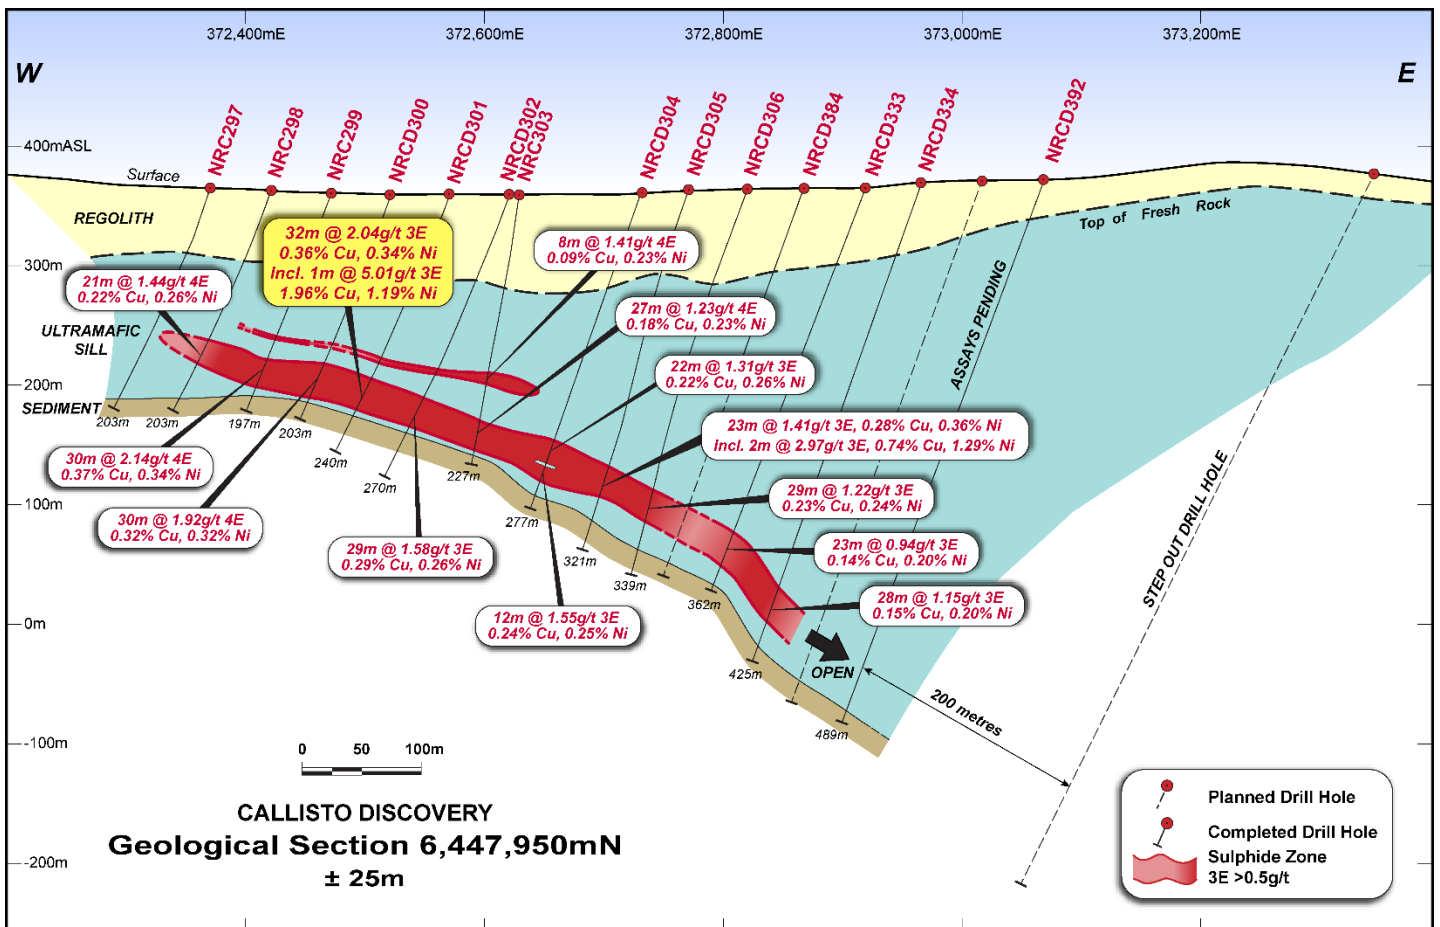 372,400mE
372,600mE
372,800mE
373,000mE
373,200mE
W
E
NRC297
NRC298
NRC299
NRCD300
NRCD301
NRCD302
NRC303
NRCD304
NRCD305
NRCD306
NRCD384
NRCD333
NRCD334
NRCD392
400mASL
Surface
REGOLITH
Top of Fresh Rock
300m
32m @ 2.04g/t 3E
0.36% Cu, 0.34% Ni
Incl. 1m @ 5.01g/t 3E
1.96% Cu, 1.19% Ni
8m @ 1.41g/t 4E
0.09% Cu, 0.23% Ni
21m @ 1.44g/t 4E
0.22% Cu, 0.26% Ni
27m @ 1.23g/t 4E
0.18% Cu, 0.23% Ni
ULTRAMAFIC
SILL
ASSAYS PENDING
22m @ 1.31g/t 3E
0.22% Cu, 0.26% Ni
200m
SEDIMENT
203m
203m
197m
203m
240m
270m
227m
277m
321m
339m
362m
425m
489m
23m @ 1.41g/t 3E, 0.28% Cu, 0.36% Ni
Incl. 2m @ 2.97g/t 3E, 0.74% Cu, 1.29% Ni
30m @ 2.14g/t 4E
0.37% Cu, 0.34% Ni
29m @ 1.22g/t 3E
0.23% Cu, 0.24% Ni
100m
30m @ 1.92g/t 4E
0.32% Cu, 0.32% Ni
29m @ 1.58g/t 3E
0.29% Cu, 0.26% Ni
23m @ 0.94g/t 3E
0.14% Cu, 0.20% Ni
STEP OUT DRILL HOLE
28m @ 1.15g/t 3E
0.15% Cu, 0.20% Ni
12m @ 1.55g/t 3E
0.24% Cu, 0.25% Ni
0m
OPEN
200 metres
-100m
0 50 100m
CALLISTO DISCOVERY
Geological Section 6,447,950mN
± 25m
-200m
Planned Drill Hole
Completed Drill Hole
Sulphide Zone
3E >0.5g/t